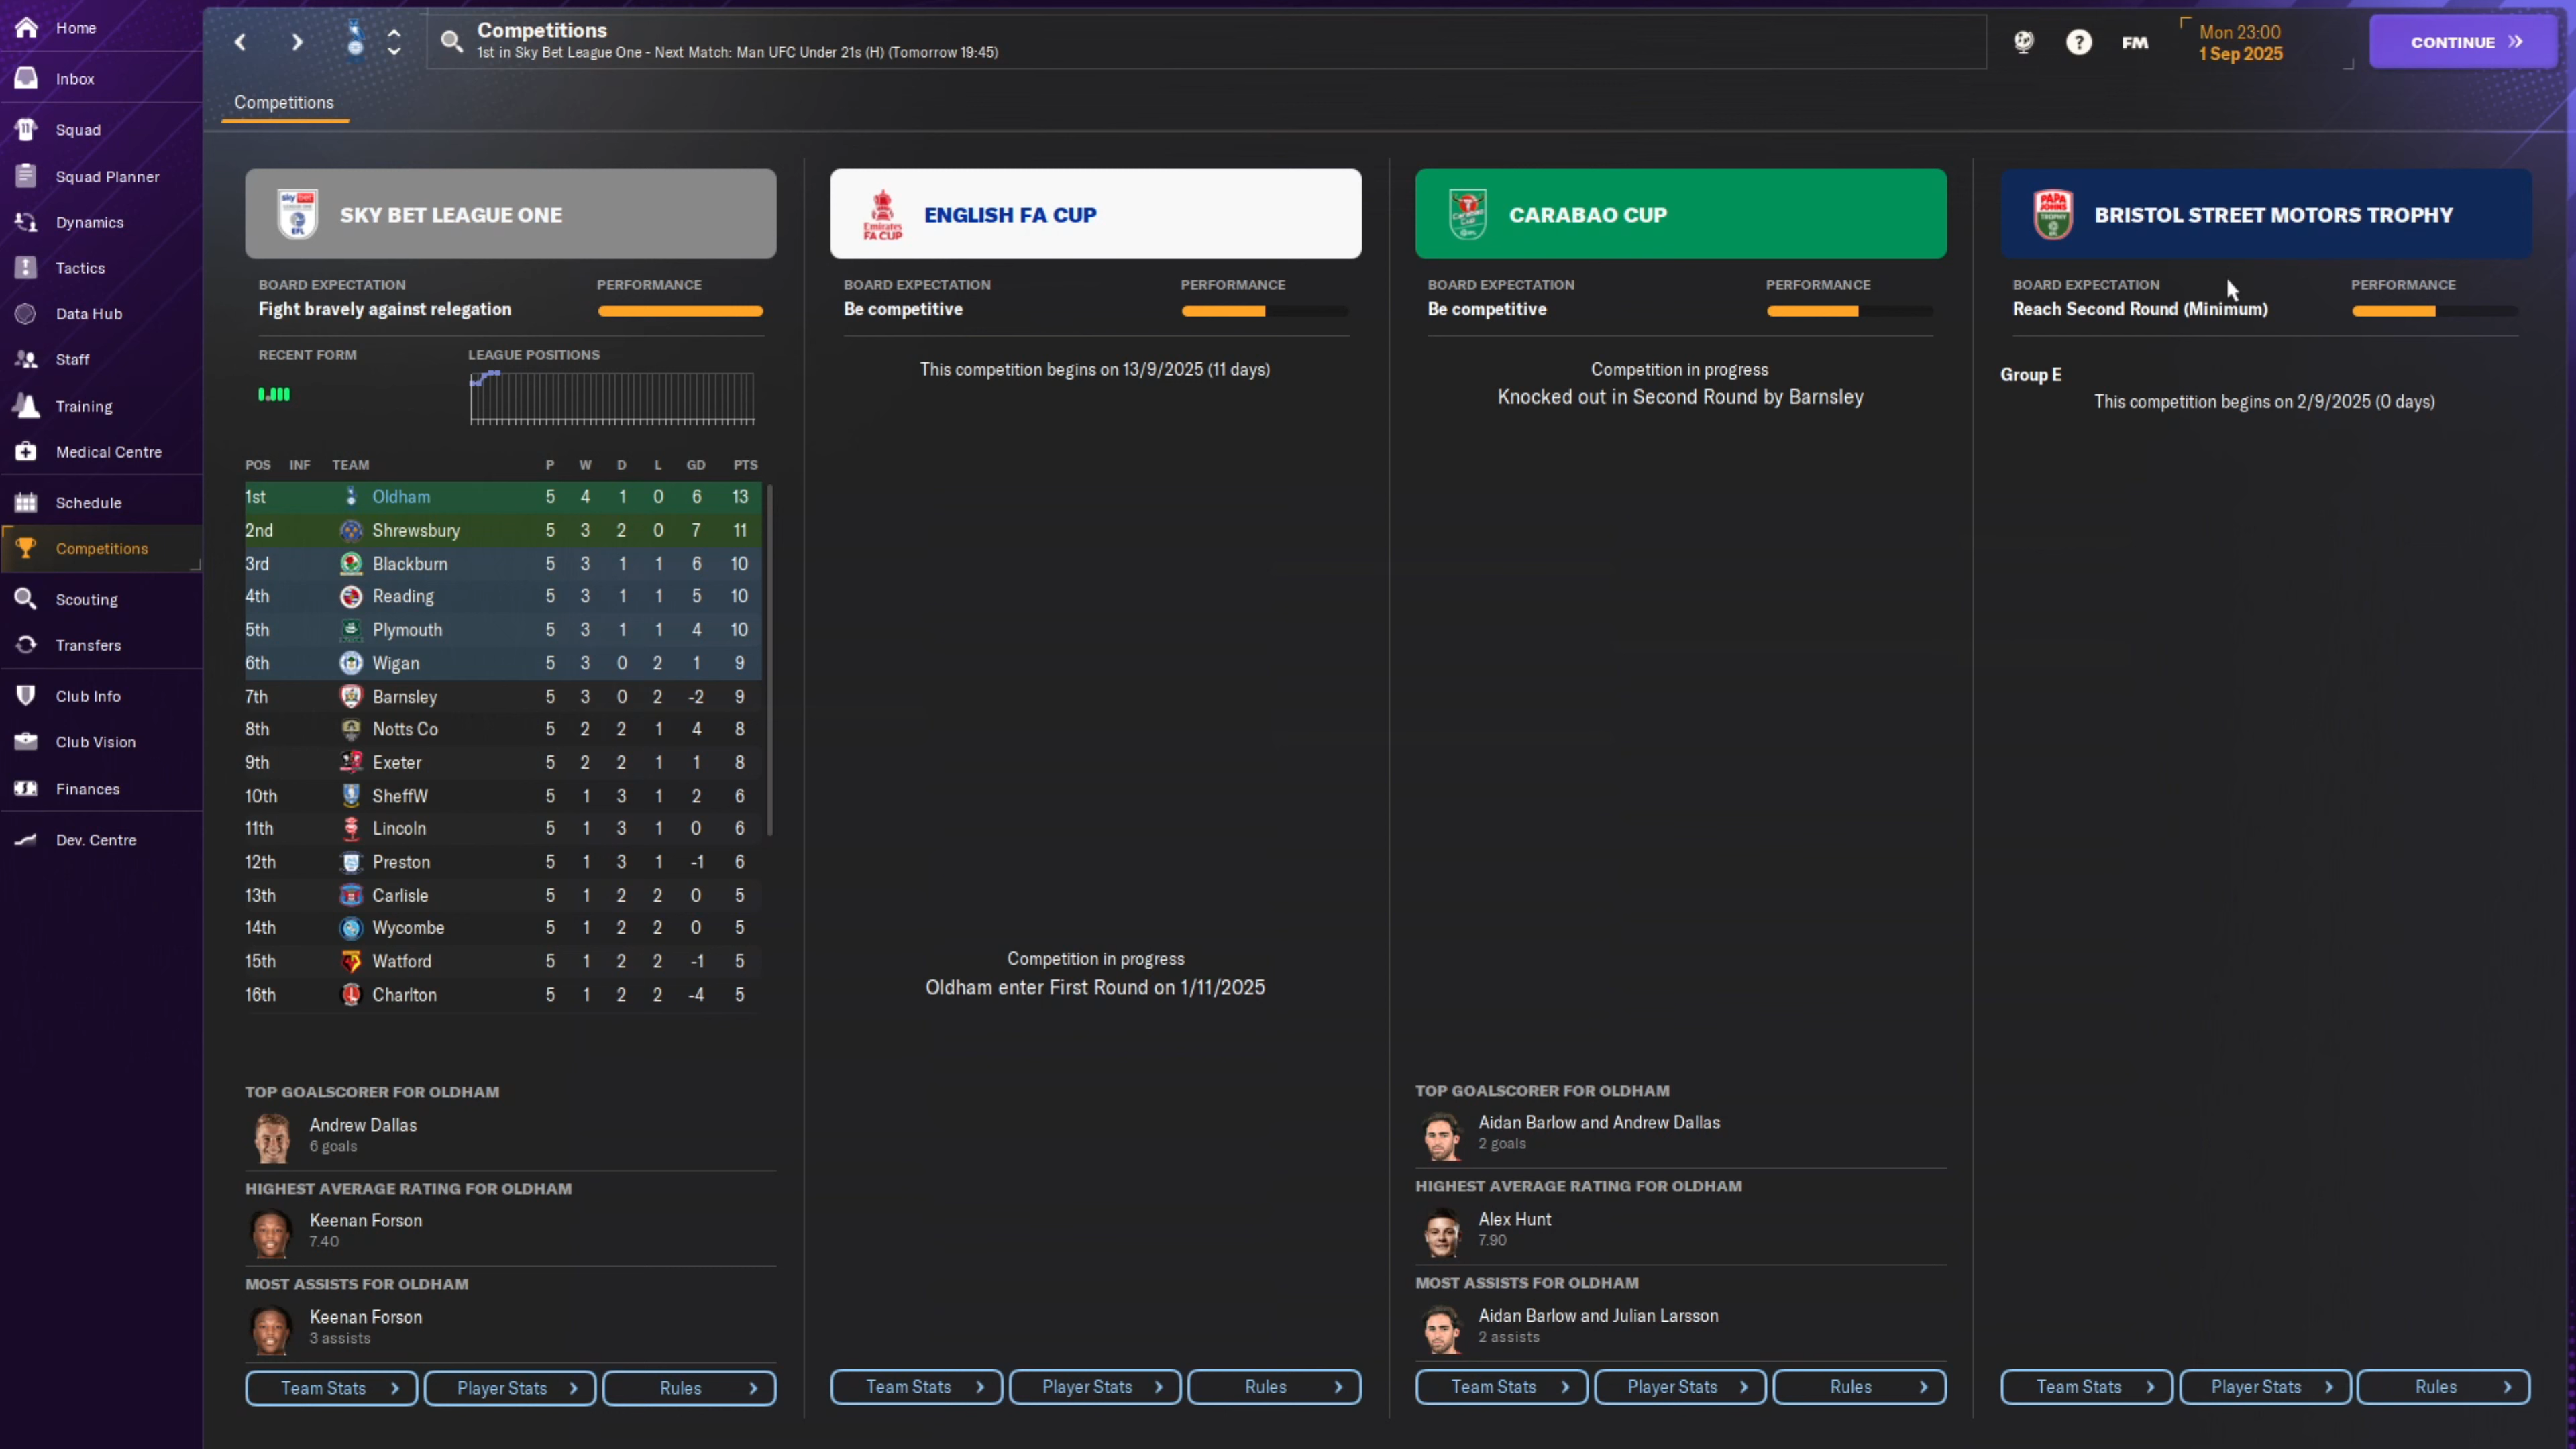 Home
Inbox
Squad
Squad Planner
Dynamics
Tactics
Data Hub
Staff
Training
Medical Centre
Schedule
Competitions
Scouting
Transfers
Club Info
Club Vision
Finances
Dev. Centre
Competitions
1st in Sky Bet League One - Next Match: Man UFC Under 21s (H) (Tomorrow 19:45)
?
FM
Mon 23:00
1 Sep 2025
CONTINUE
Competitions
SKY BET LEAGUE ONE
BOARD EXPECTATION PERFORMANCE
Fight bravely against relegation
RECENT FORM LEAGUE POSITIONS
POS INF TEAM P W D L GD PTS
1st Oldham 5 4 1 0 6 13
2nd Shrewsbury 5 3 2 0 7 11
3rd Blackburn 5 3 1 1 6 10
4th Reading 5 3 1 1 5 10
5th Plymouth 5 3 1 1 4 10
6th Wigan 5 3 0 2 1 9
7th Barnsley 5 3 0 2 -2 9
8th Notts Co 5 2 2 1 4 8
9th Exeter 5 2 2 1 1 8
10th SheffW 5 1 3 1 2 6
11th Lincoln 5 1 3 1 0 6
12th Preston 5 1 3 1 -1 6
13th Carlisle 5 1 2 2 0 5
14th Wycombe 5 1 2 2 0 5
15th Watford 5 1 2 2 -1 5
16th Charlton 5 1 2 2 -4 5
TOP GOALSCORER FOR OLDHAM
Andrew Dallas
6 goals
HIGHEST AVERAGE RATING FOR OLDHAM
Keenan Forson
7.40
MOST ASSISTS FOR OLDHAM
Keenan Forson
3 assists
Team Stats Player Stats Rules
Emirates
FA CUP
ENGLISH FA CUP
BOARD EXPECTATION PERFORMANCE
Be competitive
This competition begins on 13/9/2025 (11 days)
Competition in progress
Oldham enter First Round on 1/11/2025
Team Stats Player Stats Rules
CARABAO CUP
BOARD EXPECTATION PERFORMANCE
Be competitive
Competition in progress
Knocked out in Second Round by Barnsley
TOP GOALSCORER FOR OLDHAM
Aidan Barlow and Andrew Dallas
2 goals
HIGHEST AVERAGE RATING FOR OLDHAM
Alex Hunt
7.90
MOST ASSISTS FOR OLDHAM
Aidan Barlow and Julian Larsson
2 assists
Team Stats Player Stats Rules
PAPA
JOHNS
TROPHY
BRISTOL STREET MOTORS TROPHY
BOARD EXPECTATION PERFORMANCE
Reach Second Round (Minimum)
Group E
This competition begins on 2/9/2025 (0 days)
Team Stats Player Stats Rules